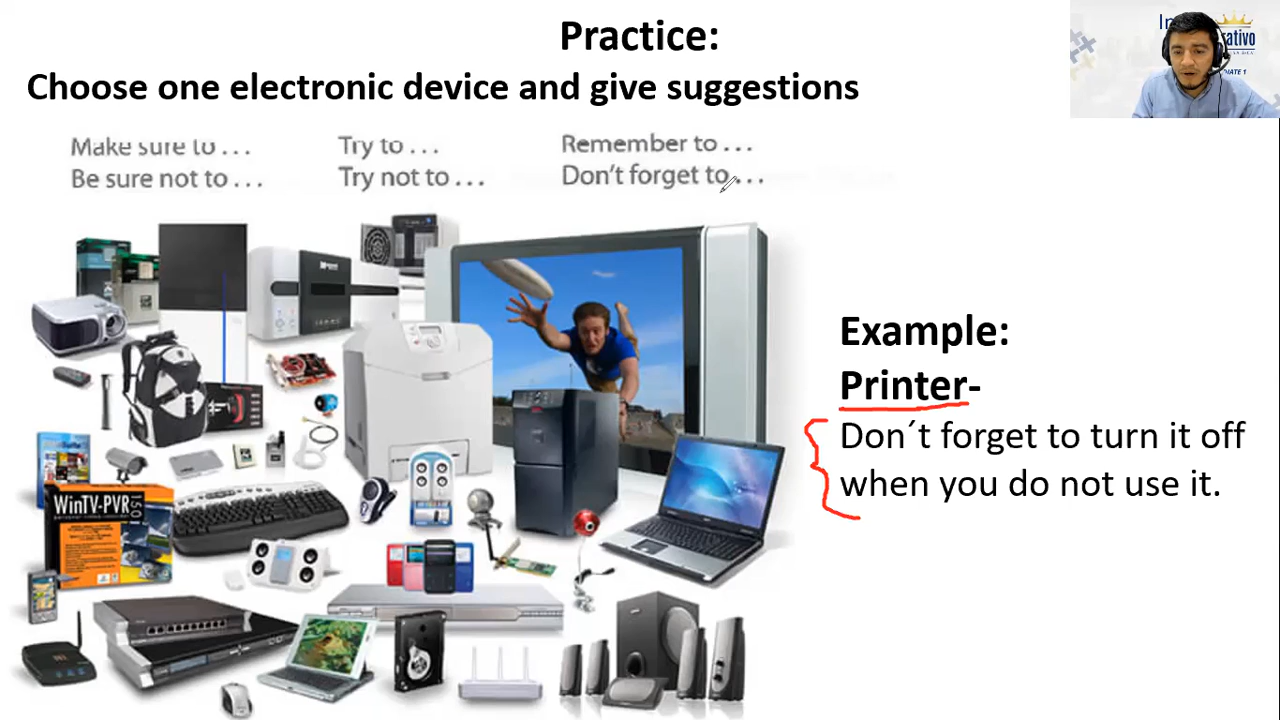 Practice:
Choose one electronic device and give suggestions
Make sure to . . .
Try to . . .
Remember to . . .
Be sure not to . . .
Try not to . . .
Don't forget to . . .
Example:
Printer-
Don´t forget to turn it off
when you do not use it.
WinTV-PVR
150